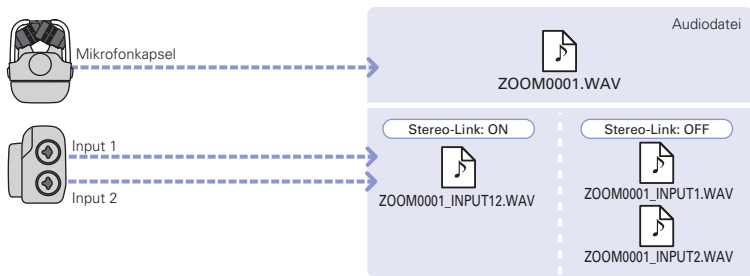 Audiodatei
Mikrofonkapsel
ZOOM0001.WAV
Input 1
Input 2
Stereo-Link: ON
ZOOM0001_INPUT12.WAV
Stereo-Link: OFF
ZOOM0001_INPUT1.WAV
ZOOM0001_INPUT2.WAV